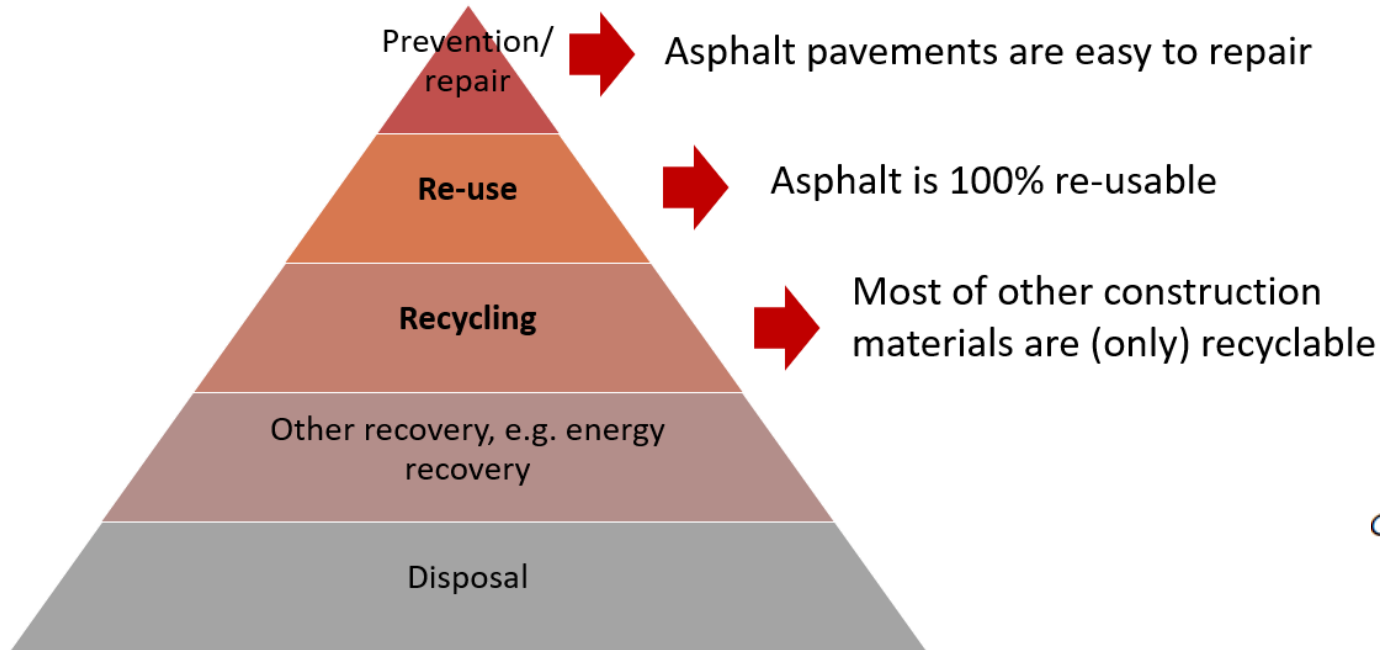 Prevention/
repair
Asphalt pavements are easy to repair
Re-use
Asphalt is 100% re-usable
Recycling
Most of other construction
materials are (only) recyclable
Other recovery, e.g. energy
recovery
Disposal